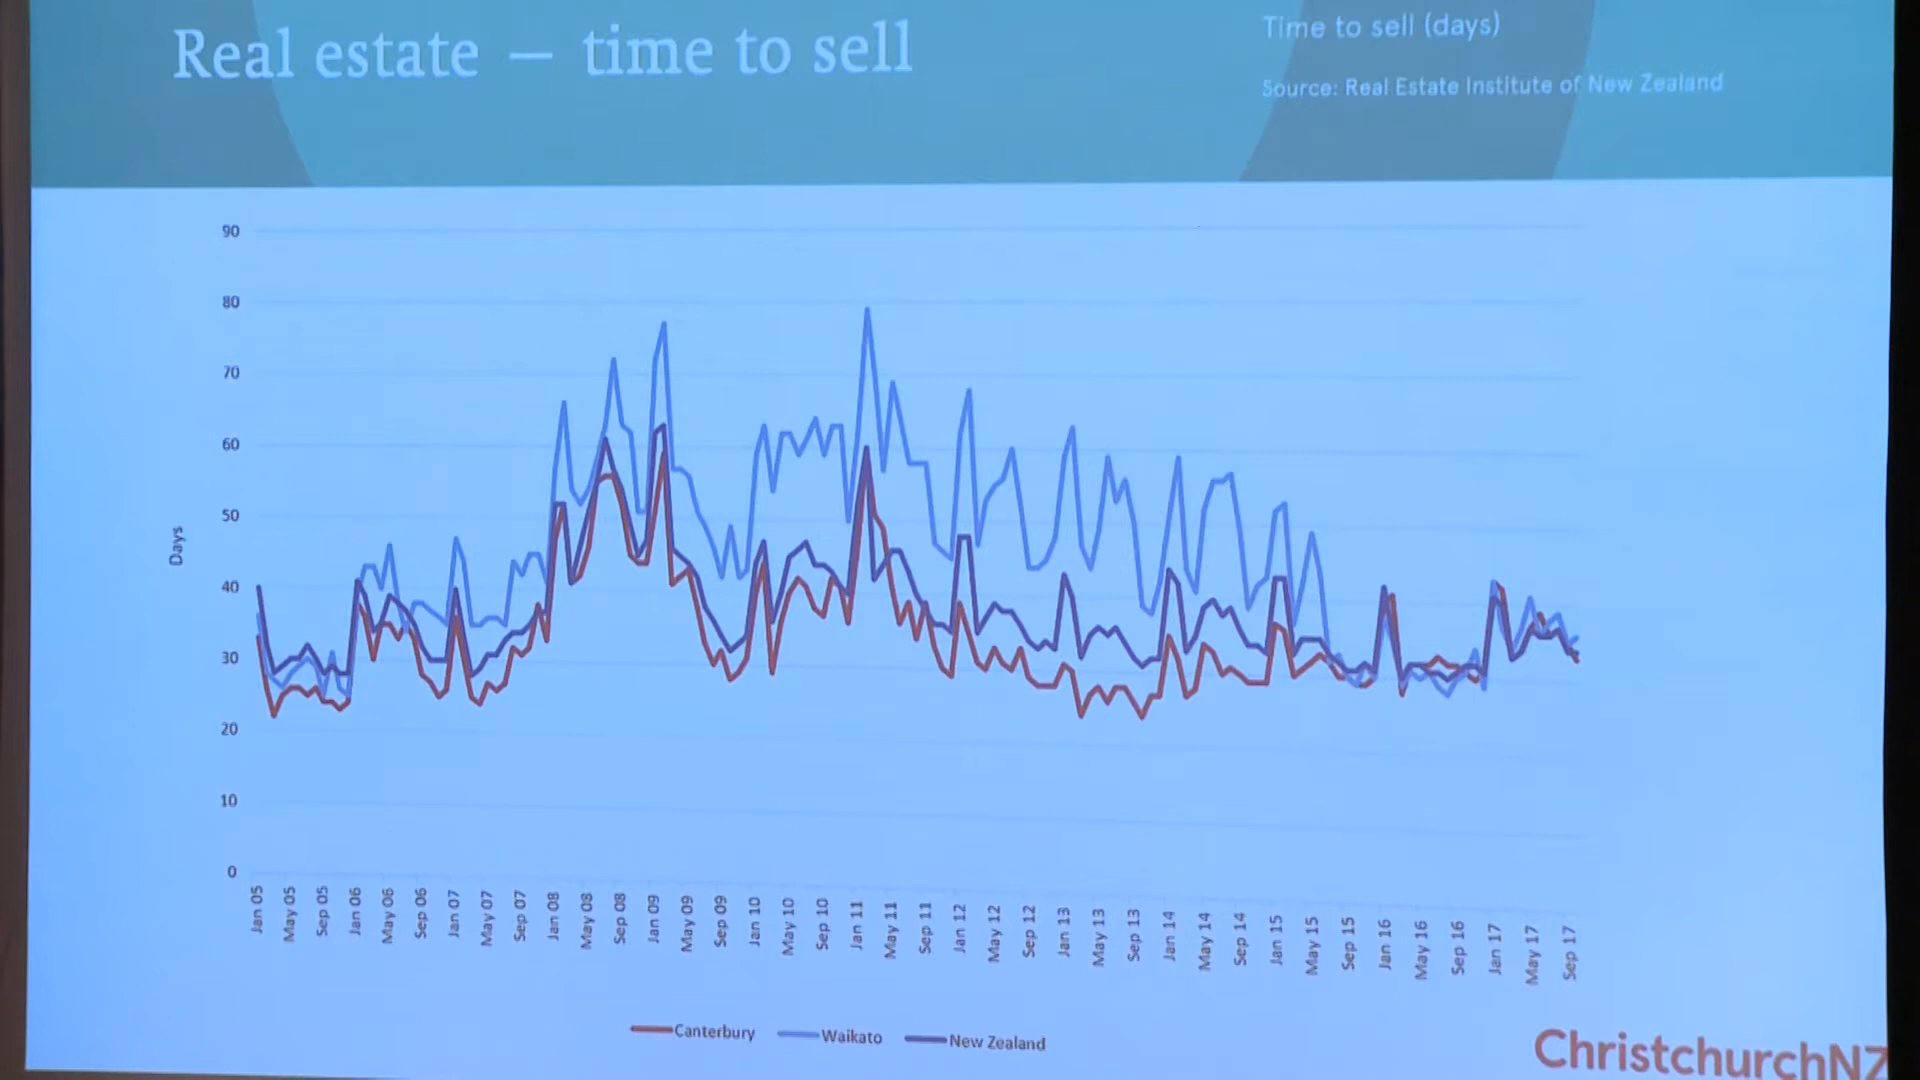 Real estate – time to sell
Time to sell (days)
Source: Real Estate Institute of New Zealand
90
80
70
60
50
40
30
20
10
0
Days
Jan 05
May 05
Sep 05
Jan 06
May 06
Sep 06
Jan 07
May 07
Sep 07
Jan 08
May 08
Sep 08
Jan 09
May 09
Sep 09
Jan 10
May 10
Sep 10
Jan 11
May 11
Sep 11
Jan 12
May 12
Sep 12
Jan 13
May 13
Sep 13
Jan 14
May 14
Sep 14
Jan 15
May 15
Sep 15
Jan 16
May 16
Sep 16
Jan 17
May 17
Sep 17
Canterbury Waikato New Zealand
ChristchurchNZ